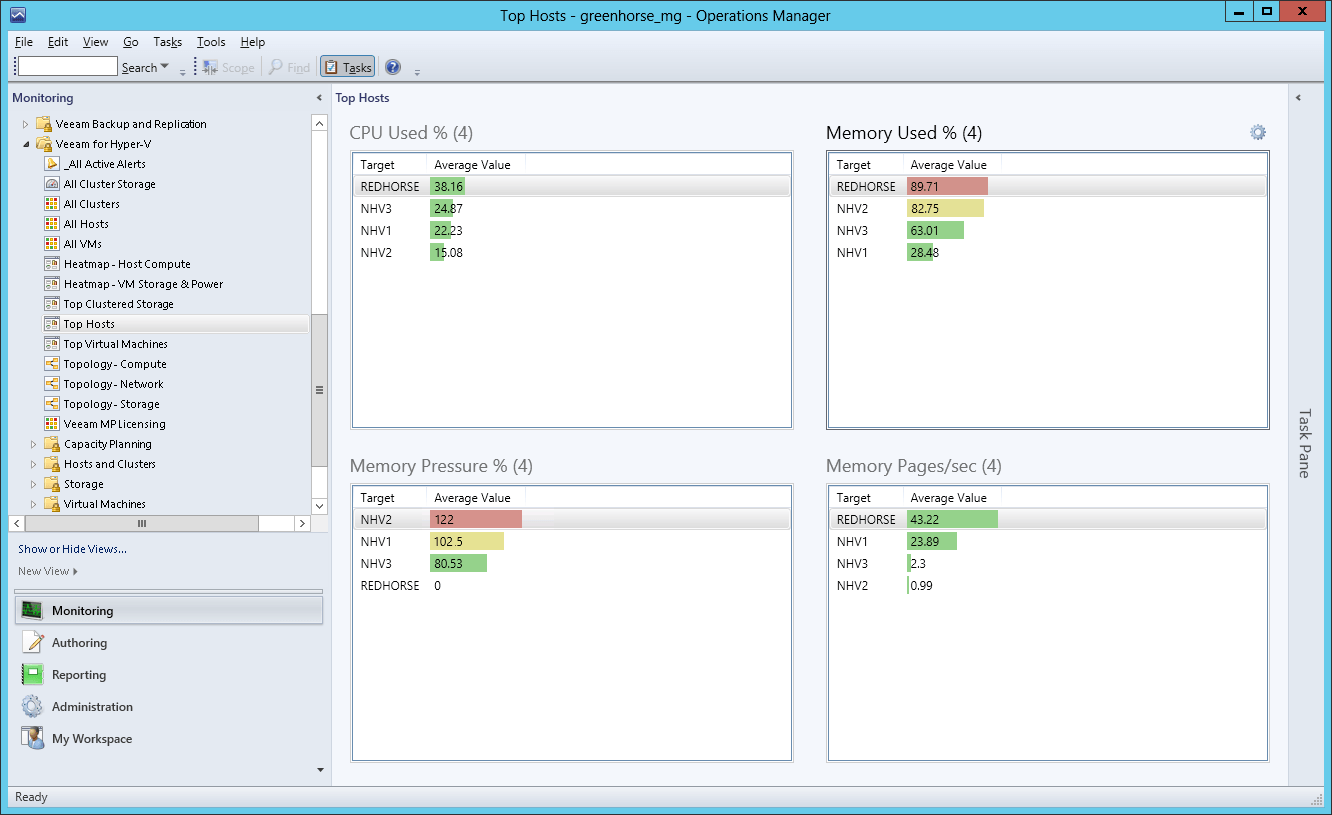 Top Hosts - greenhorse_mg - Operations Manager
File Edit View Go Tasks Tools Help
Search Scope Find Tasks
Monitoring
Veeam Backup and Replication
Veeam for Hyper-V
_All Active Alerts
All Cluster Storage
All Clusters
All Hosts
All VMs
Heatmap - Host Compute
Heatmap - VM Storage & Power
Top Clustered Storage
Top Hosts
Top Virtual Machines
Topology - Compute
Topology - Network
Topology - Storage
Veeam MP Licensing
Capacity Planning
Hosts and Clusters
Storage
Virtual Machines
Show or Hide Views...
New View
Monitoring
Authoring
Reporting
Administration
My Workspace
Top Hosts
CPU Used % (4)
Target Average Value
REDHORSE 38.16
NHV3 24.87
NHV1 22.23
NHV2 15.08
Memory Used % (4)
Target Average Value
REDHORSE 89.71
NHV2 82.75
NHV3 63.01
NHV1 28.48
Memory Pressure % (4)
Target Average Value
NHV2 122
NHV1 102.5
NHV3 80.53
REDHORSE 0
Memory Pages/sec (4)
Target Average Value
REDHORSE 43.22
NHV1 23.89
NHV3 2.3
NHV2 0.99
Task Pane
Ready